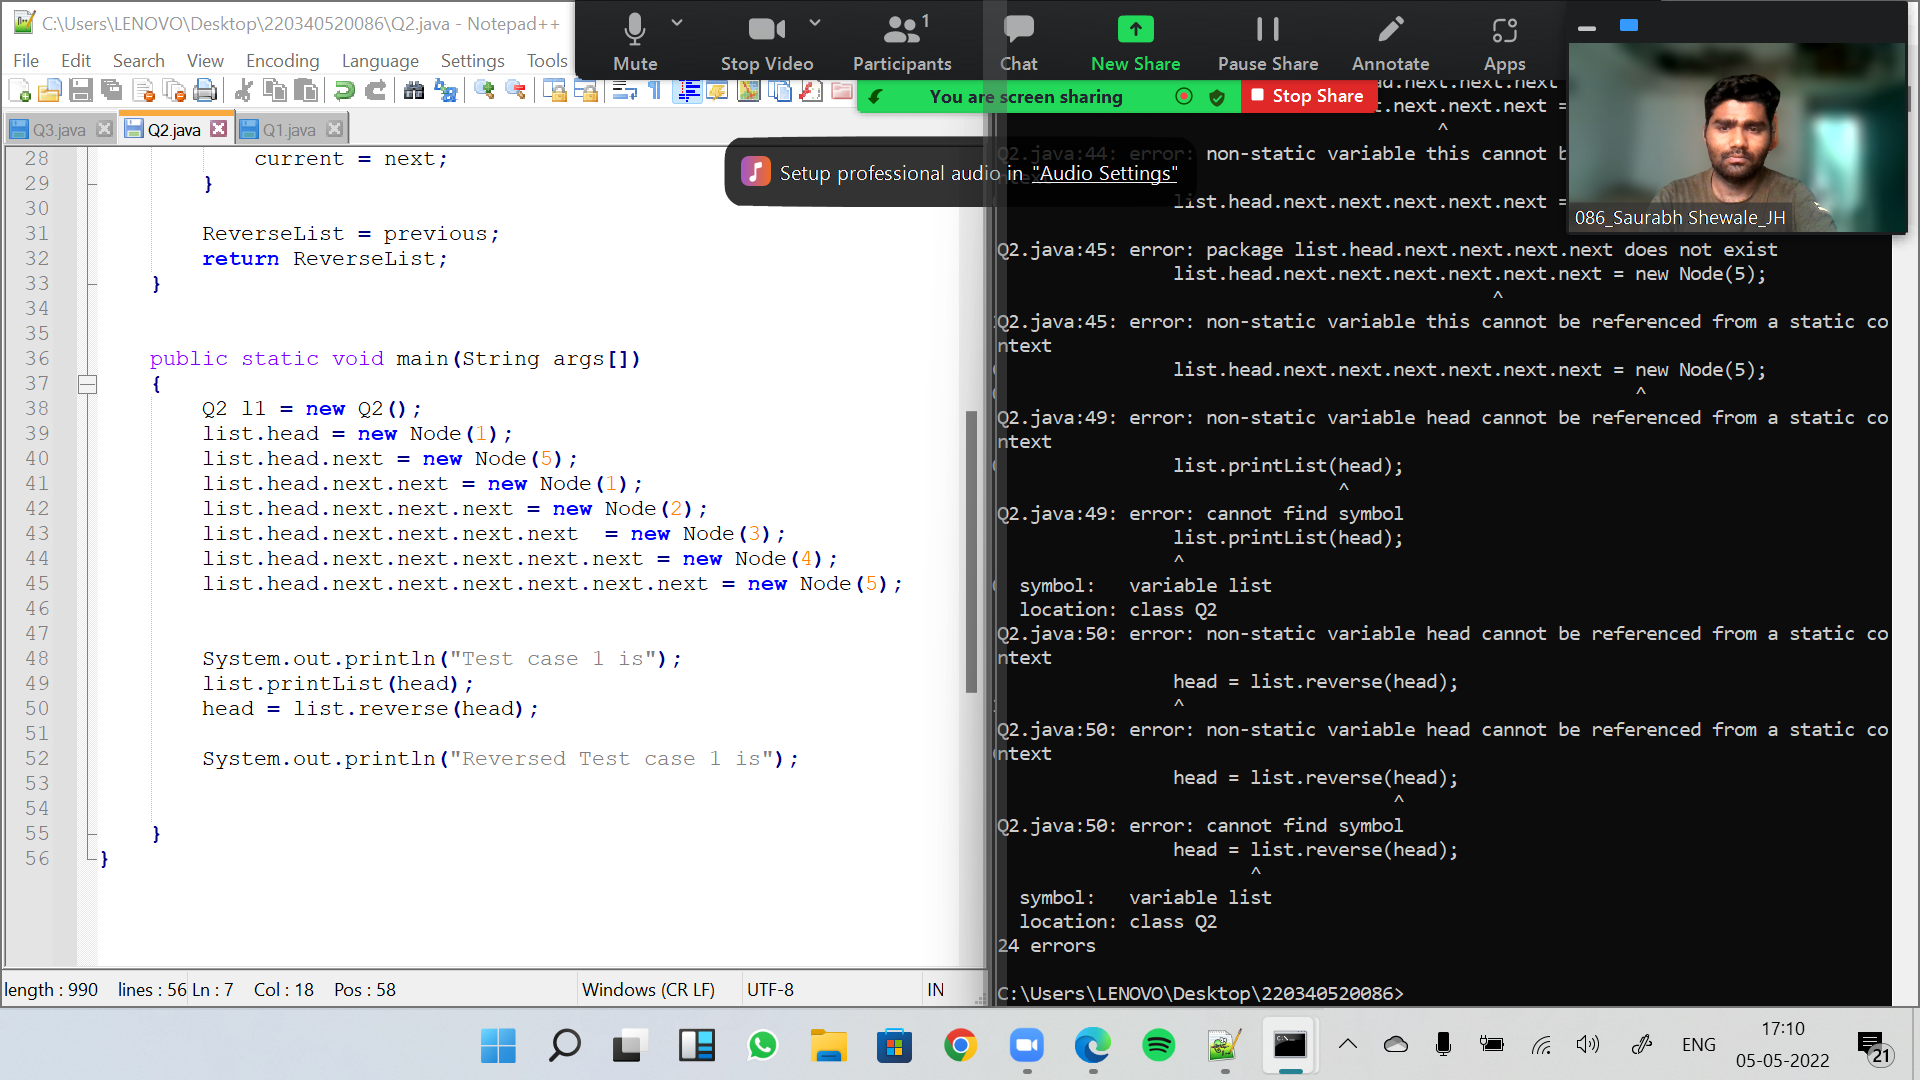 C:\Users\LENOVO\Desktop\220340520086\Q2.java - Notepad++
File Edit Search View Encoding Language Settings Tools
Q3.java Q2.java Q1.java
28 current = next;
29 }
30
31 ReverseList = previous;
32 return ReverseList;
33 }
34
35
36 public static void main(String args[])
37 {
38 Q2 l1 = new Q2();
39 list.head = new Node(1);
40 list.head.next = new Node(5);
41 list.head.next.next = new Node(1);
42 list.head.next.next.next = new Node(2);
43 list.head.next.next.next.next  = new Node(3);
44 list.head.next.next.next.next.next = new Node(4);
45 list.head.next.next.next.next.next.next = new Node(5);
46
47
48 System.out.println("Test case 1 is");
49 list.printList(head);
50 head = list.reverse(head);
51
52 System.out.println("Reversed Test case 1 is");
53
54
55 }
56 }
length : 990 lines : 56 Ln : 7 Col : 18 Pos : 58 Windows (CR LF) UTF-8 IN
Mute Stop Video Participants 1 Chat New Share Pause Share Annotate Apps
You are screen sharing Stop Share
Setup professional audio in "Audio Settings"
086_Saurabh Shewale_JH
.next.next.next.next
t.next.next.next =
^
Q2.java:44: error: non-static variable this cannot b
list.head.next.next.next.next.next =
Q2.java:45: error: package list.head.next.next.next.next.next does not exist
list.head.next.next.next.next.next.next = new Node(5);
^
Q2.java:45: error: non-static variable this cannot be referenced from a static co
ntext
list.head.next.next.next.next.next.next = new Node(5);
^
Q2.java:49: error: non-static variable head cannot be referenced from a static co
ntext
list.printList(head);
^
Q2.java:49: error: cannot find symbol
list.printList(head);
^
symbol:   variable list
location: class Q2
Q2.java:50: error: non-static variable head cannot be referenced from a static co
ntext
head = list.reverse(head);
^
Q2.java:50: error: non-static variable head cannot be referenced from a static co
ntext
head = list.reverse(head);
^
Q2.java:50: error: cannot find symbol
head = list.reverse(head);
^
symbol:   variable list
location: class Q2
24 errors
C:\Users\LENOVO\Desktop\220340520086>
ENG 17:10
05-05-2022
21